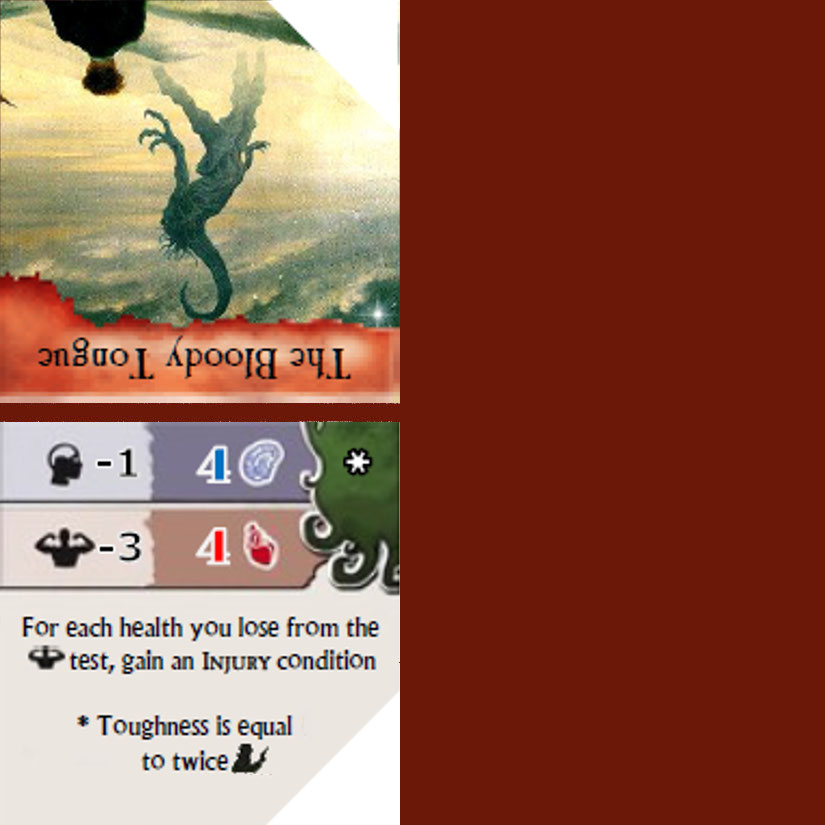 The Bloody Tongue
-1 4 *
-3 4
For each health you lose from the
test, gain an INJURY condition
* Toughness is equal
to twice